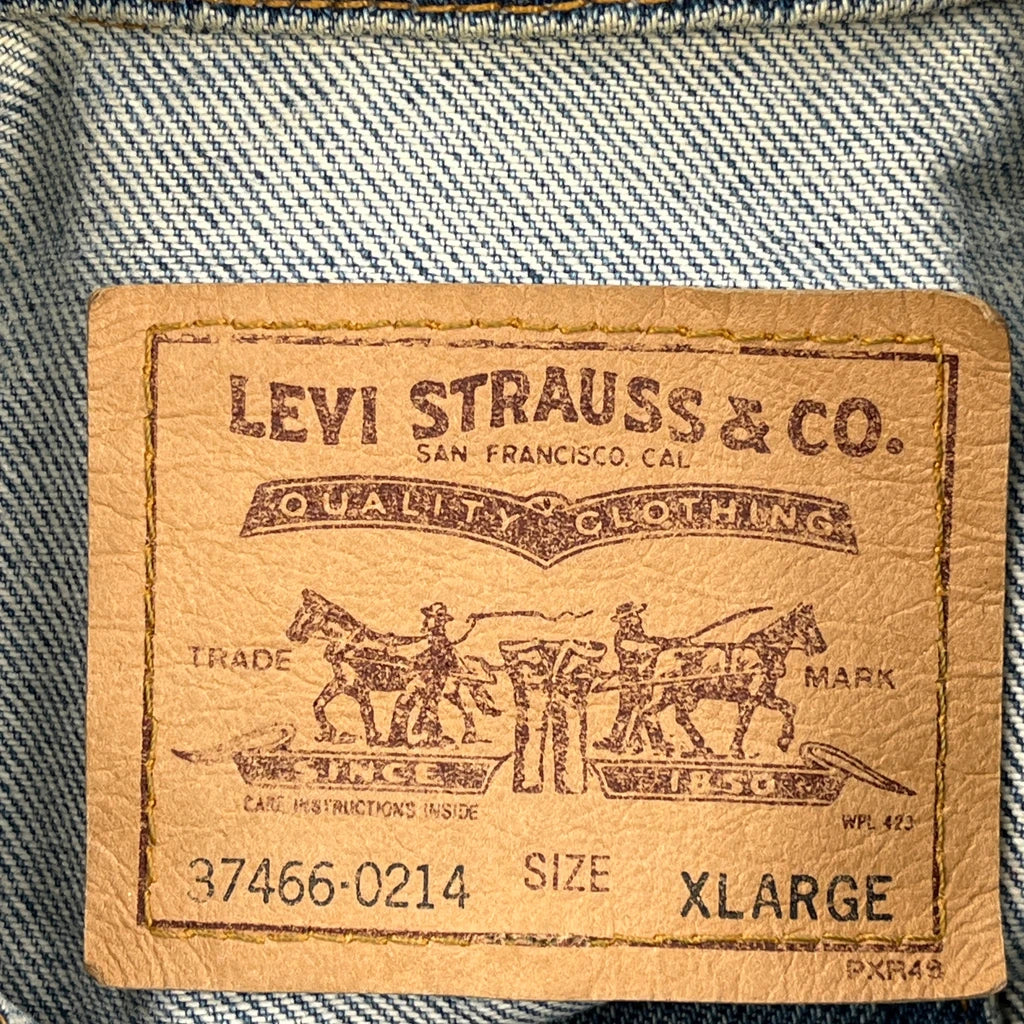 LEVI STRAUSS & CO.
SAN FRANCISCO. CAL
QUALITY CLOTHING
TRADE MARK
SINCE 1850
CARE INSTRUCTIONS INSIDE
WPL 423
37466-0214 SIZE XLARGE